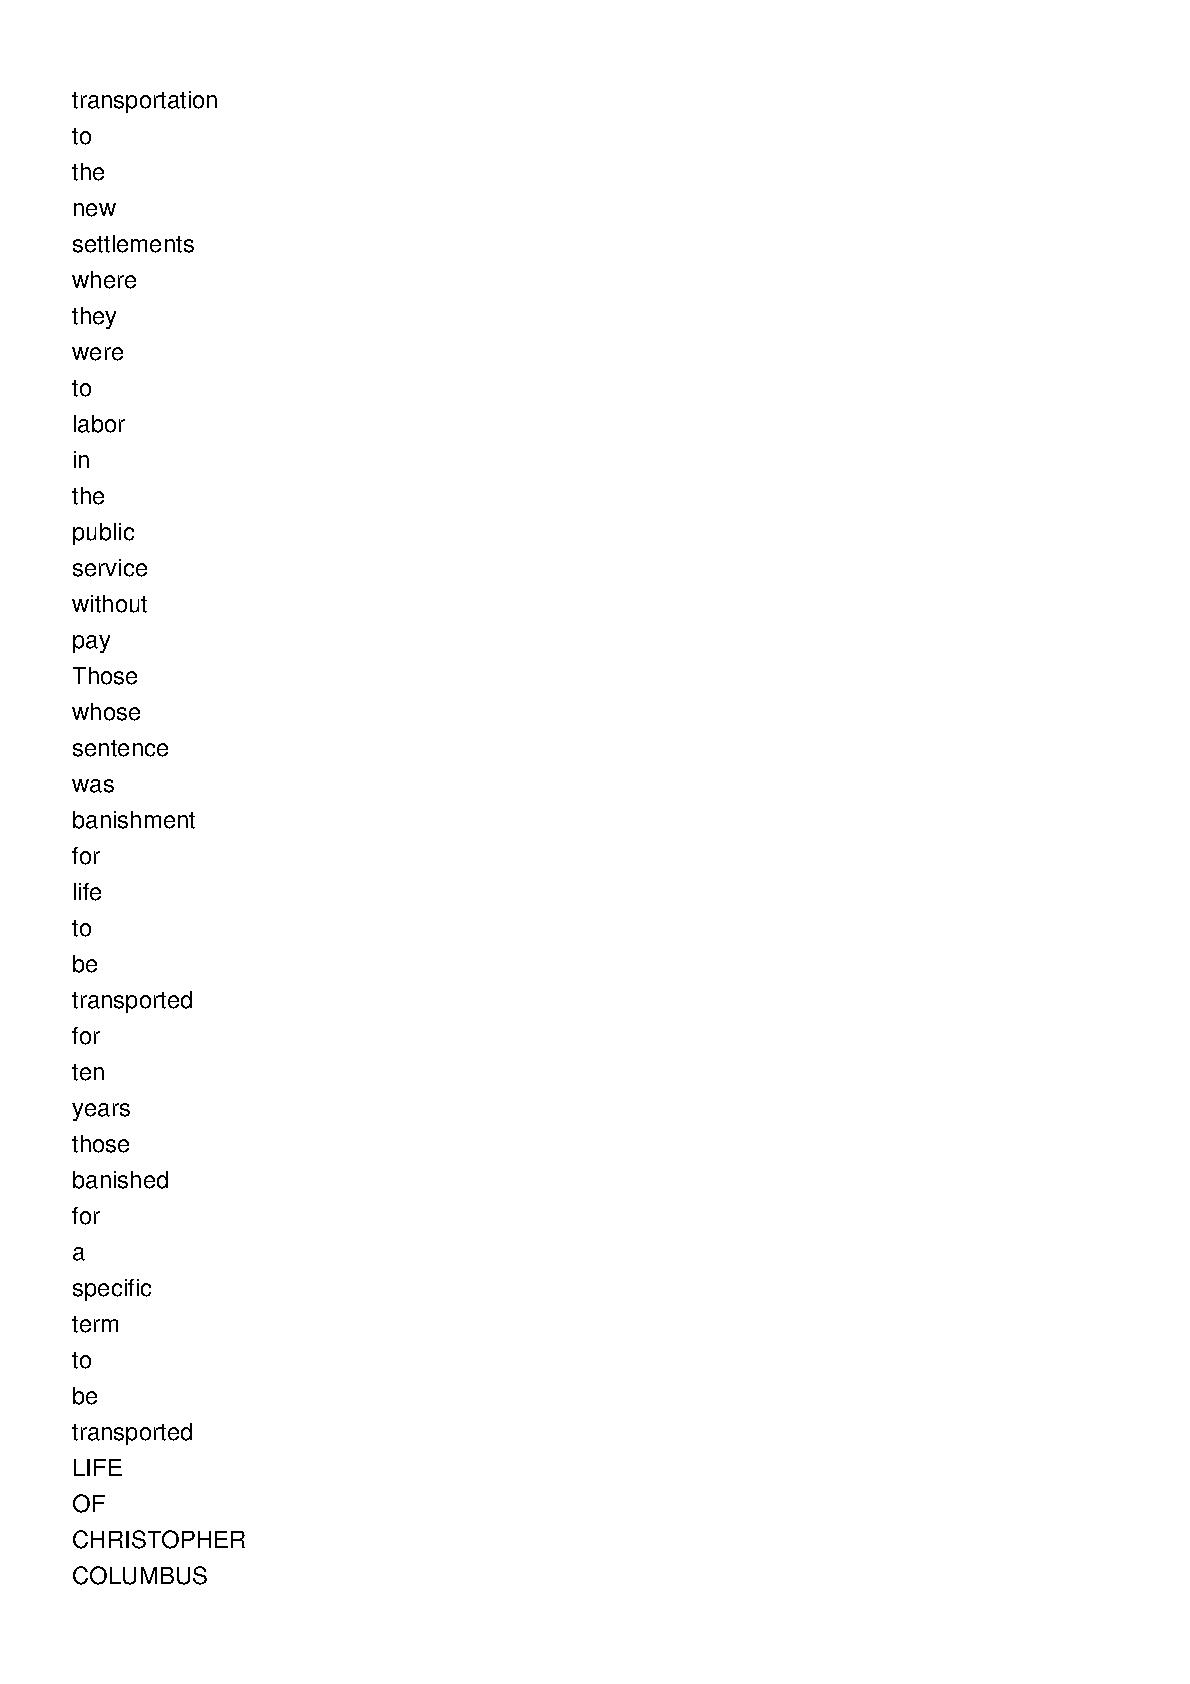 transportation
to
the
new
settlements
where
they
were
to
labor
in
the
public
service
without
pay
Those
whose
sentence
was
banishment
for
life
to
be
transported
for
ten
years
those
banished
for
a
specific
term
to
be
transported
LIFE
OF
CHRISTOPHER
COLUMBUS